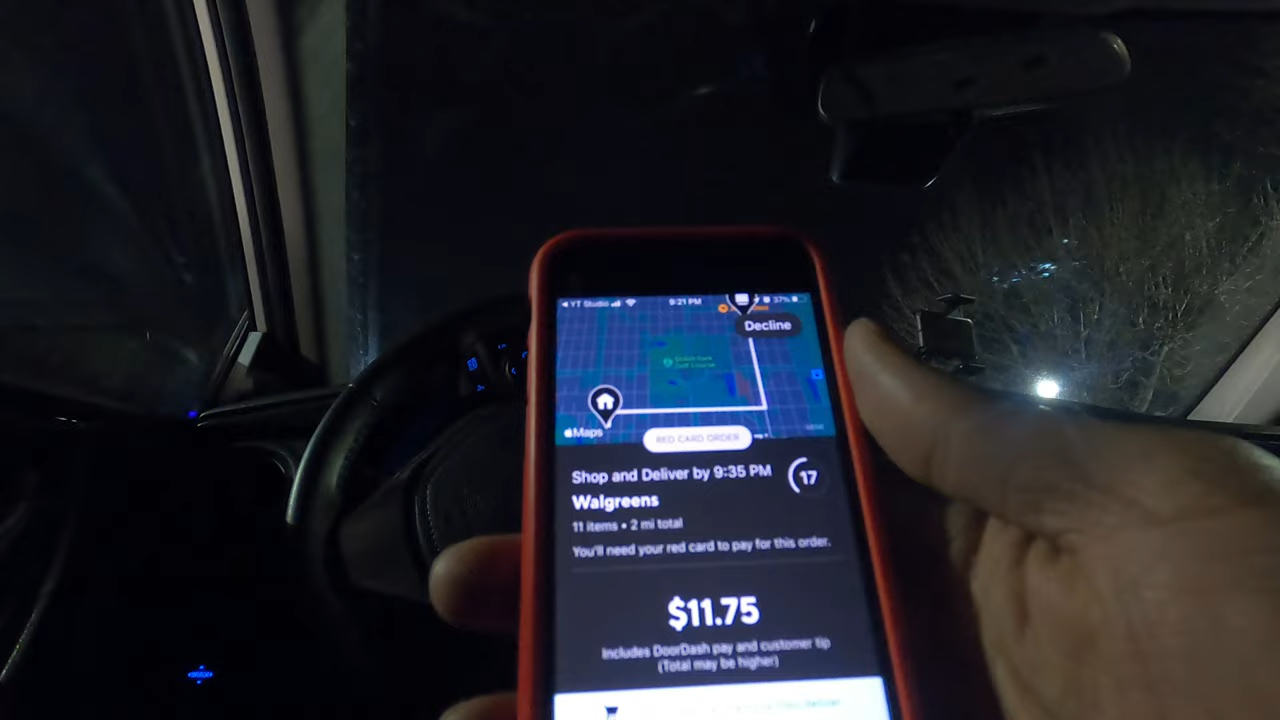 YT Studio
9:21 PM
37%
Decline
Maps
RED CARD ORDER
Shop and Deliver by 9:35 PM
17
Walgreens
11 items • 2 mi total
You'll need your red card to pay for this order.
$11.75
Includes DoorDash pay and customer tip
(Total may be higher)